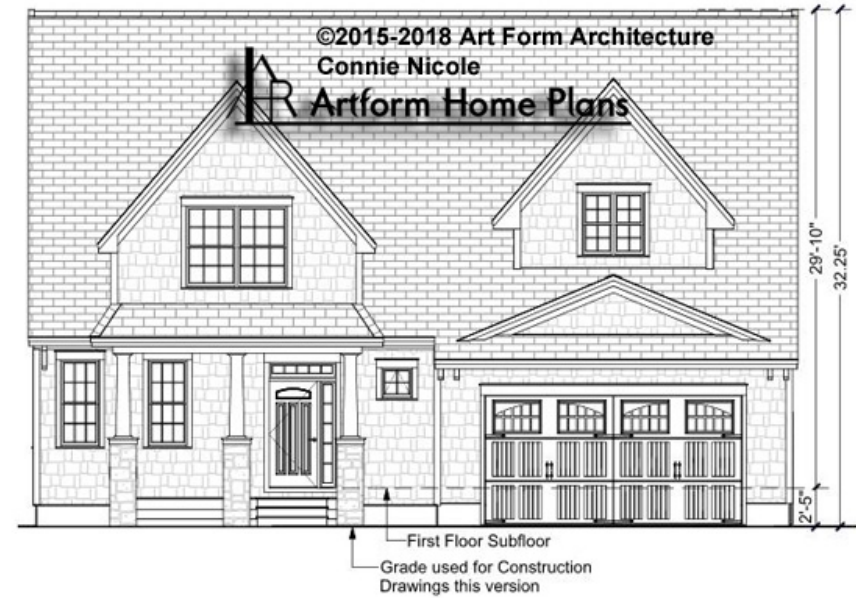 ©2015-2018 Art Form Architecture
Connie Nicole
AR Artform Home Plans
29'-10"
32.25'
2'-5"
First Floor Subfloor
Grade used for Construction
Drawings this version